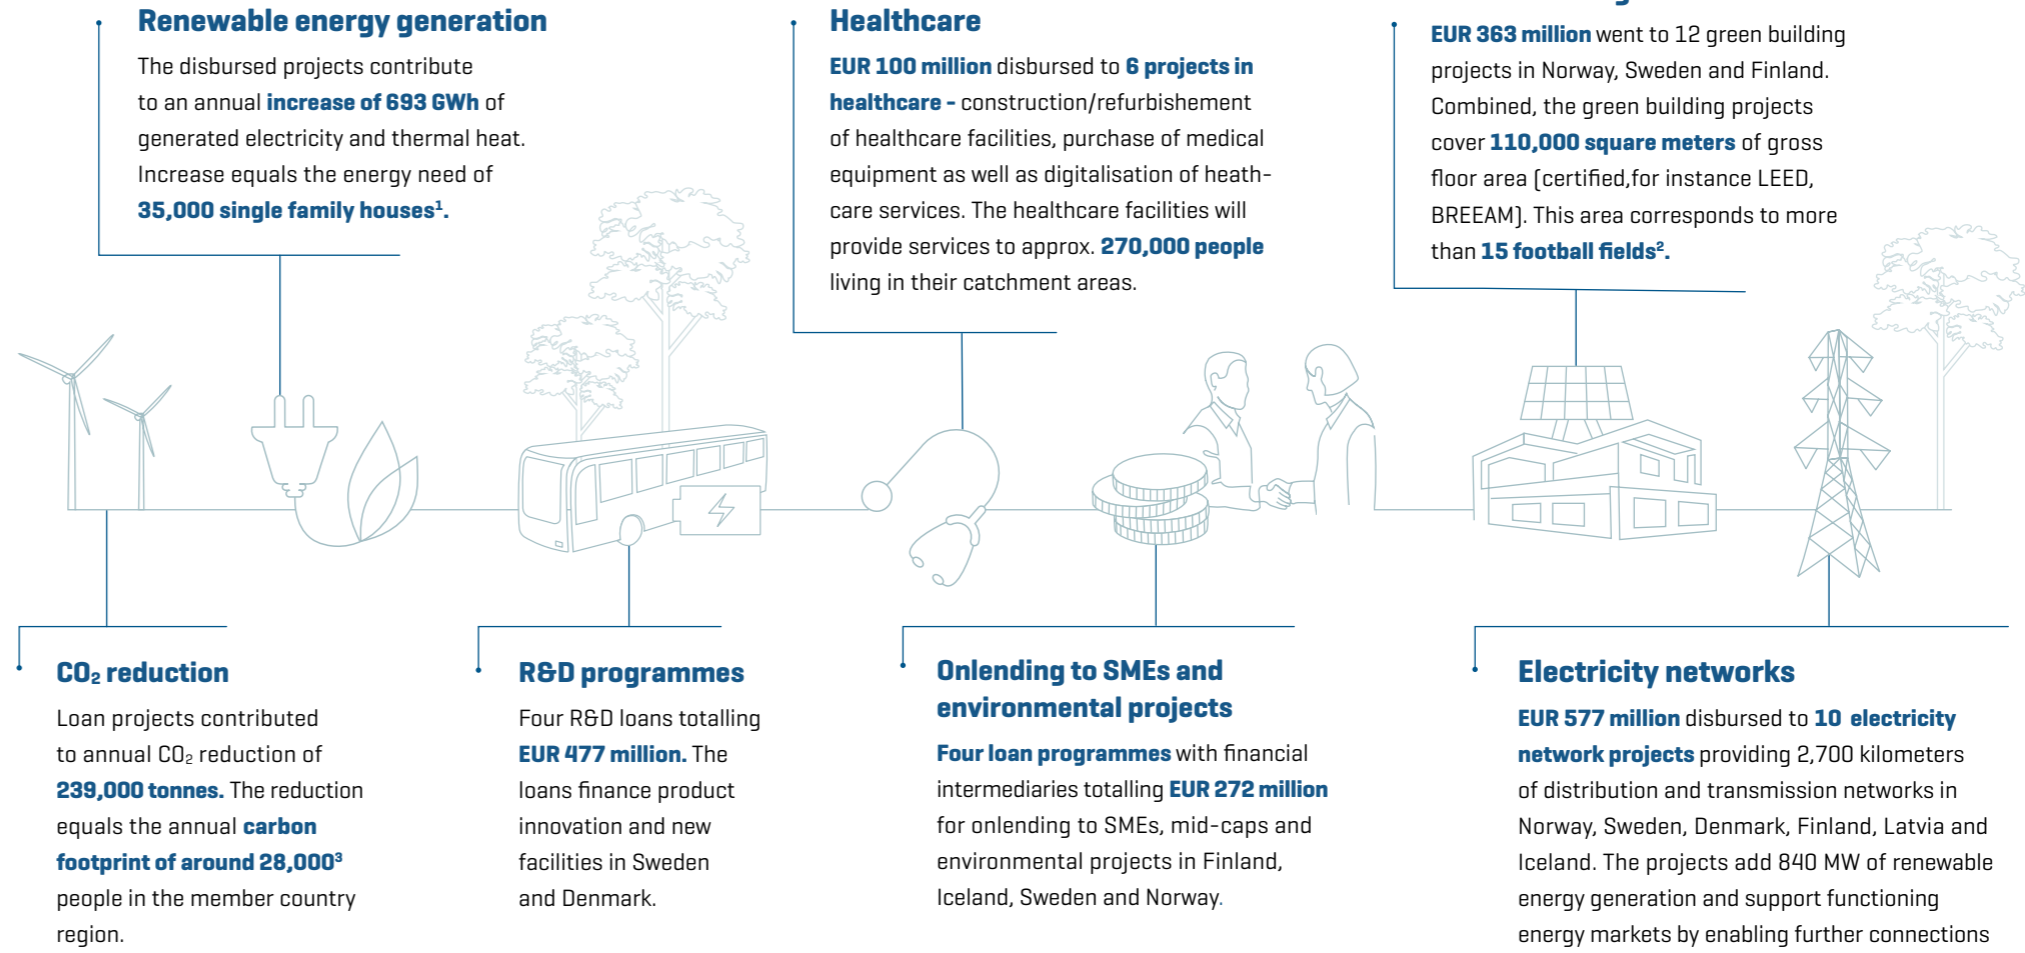 Renewable energy generation
The disbursed projects contribute
to an annual increase of 693 GWh of
generated electricity and thermal heat.
Increase equals the energy need of
35,000 single family houses¹.
Healthcare
EUR 100 million disbursed to 6 projects in
healthcare - construction/refurbishement
of healthcare facilities, purchase of medical
equipment as well as digitalisation of heath-
care services. The healthcare facilities will
provide services to approx. 270,000 people
living in their catchment areas.
EUR 363 million went to 12 green building
projects in Norway, Sweden and Finland.
Combined, the green building projects
cover 110,000 square meters of gross
floor area (certified,for instance LEED,
BREEAM). This area corresponds to more
than 15 football fields².
CO₂ reduction
Loan projects contributed
to annual CO₂ reduction of
239,000 tonnes. The reduction
equals the annual carbon
footprint of around 28,000³
people in the member country
region.
R&D programmes
Four R&D loans totalling
EUR 477 million. The
loans finance product
innovation and new
facilities in Sweden
and Denmark.
Onlending to SMEs and
environmental projects
Four loan programmes with financial
intermediaries totalling EUR 272 million
for onlending to SMEs, mid-caps and
environmental projects in Finland,
Iceland, Sweden and Norway.
Electricity networks
EUR 577 million disbursed to 10 electricity
network projects providing 2,700 kilometers
of distribution and transmission networks in
Norway, Sweden, Denmark, Finland, Latvia and
Iceland. The projects add 840 MW of renewable
energy generation and support functioning
energy markets by enabling further connections